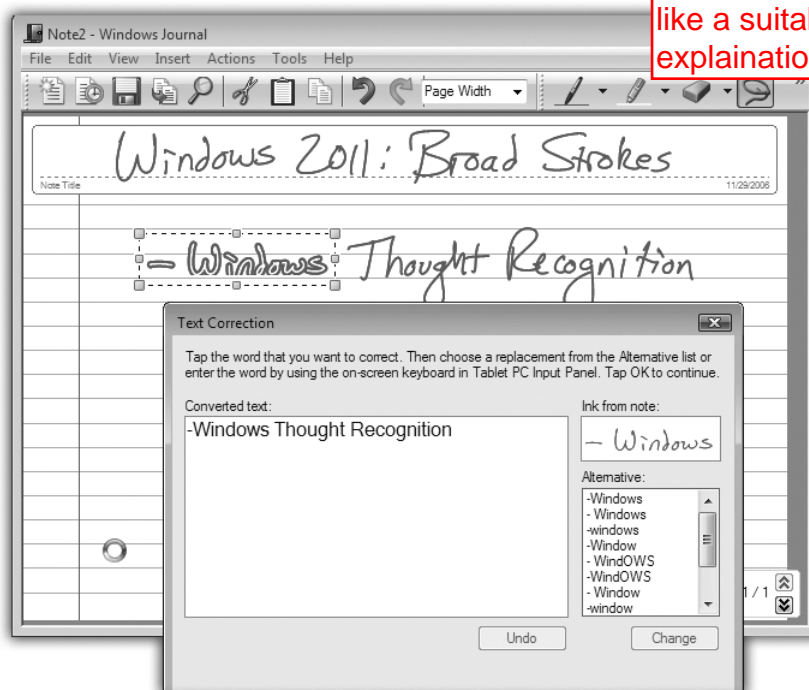 like a suital
explainatio
Note2 - Windows Journal
File Edit View Insert Actions Tools Help
Page Width
Windows 2011: Broad Strokes
Note Title
11/29/2006
- Windows Thought Recognition
Text Correction
Tap the word that you want to correct. Then choose a replacement from the Alternative list or
enter the word by using the on-screen keyboard in Tablet PC Input Panel. Tap OK to continue.
Converted text:
-Windows Thought Recognition
Ink from note:
- Windows
Alternative:
-Windows
- Windows
-windows
-Window
- WindOWS
-WindOWS
- Window
-window
1 / 1
Undo
Change